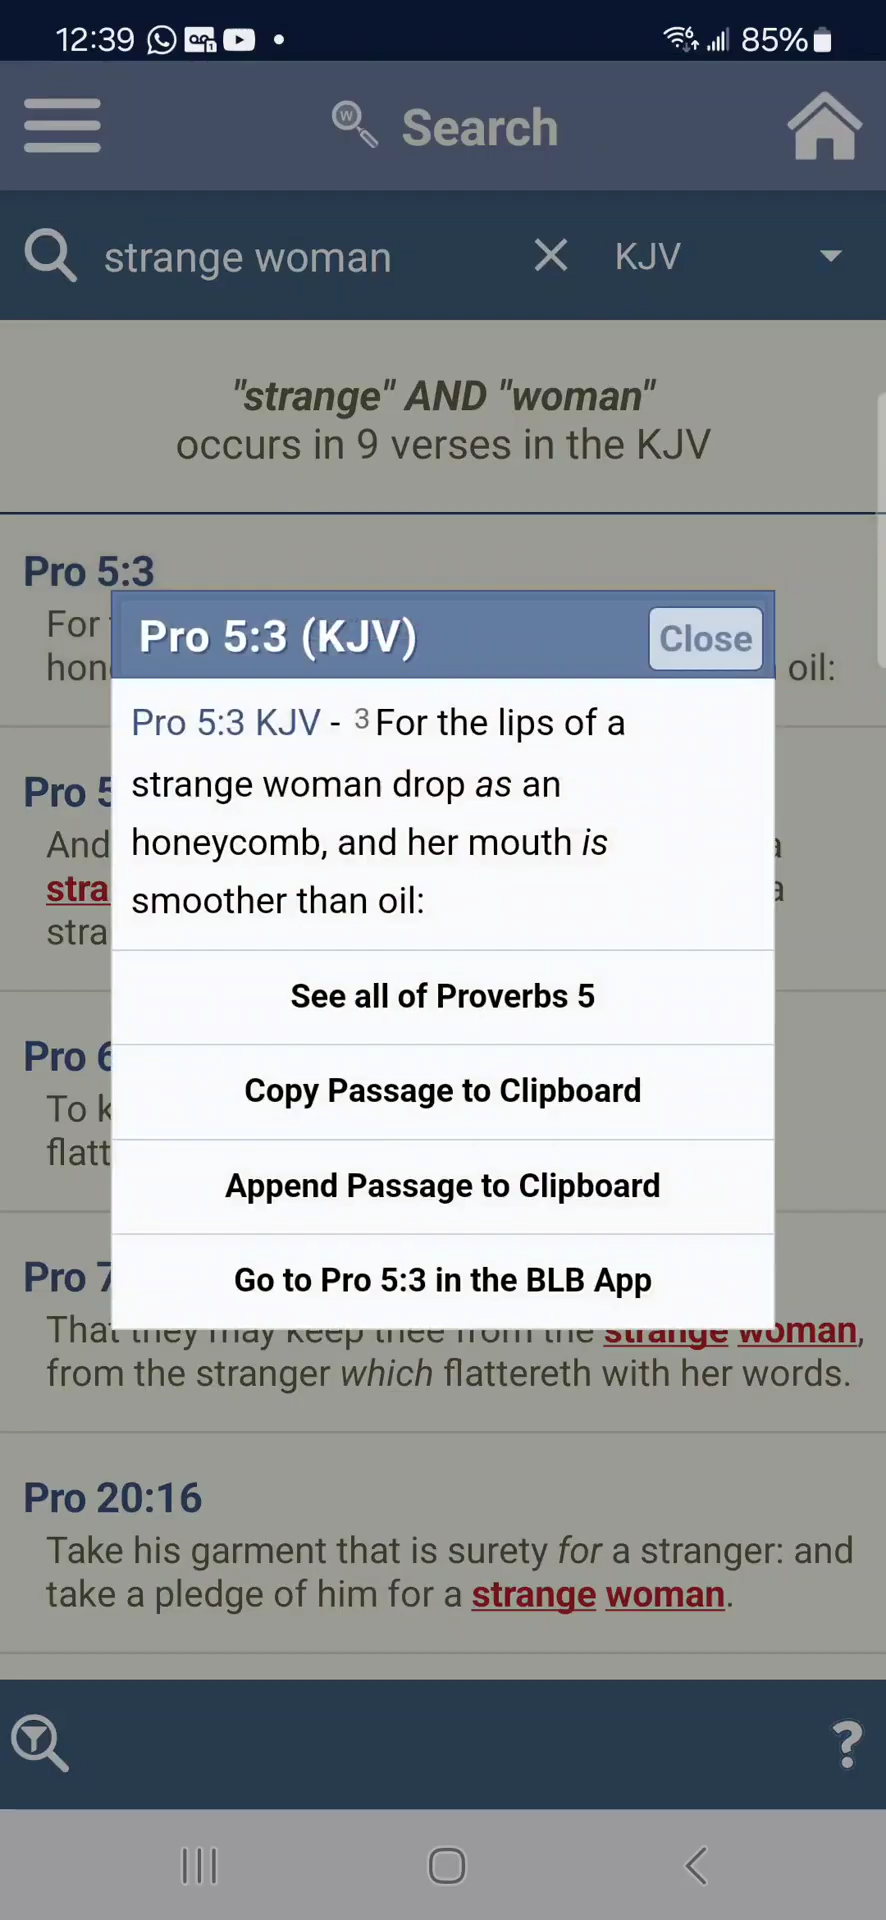 12:39
85%
Search
strange woman
KJV
"strange" AND "woman"
occurs in 9 verses in the KJV
Pro 5:3
For
oil:
Pro 5:3 (KJV)
Close
Pro 5:3 KJV - 3 For the lips of a
strange woman drop as an
honeycomb, and her mouth is
smoother than oil:
See all of Proverbs 5
Copy Passage to Clipboard
Append Passage to Clipboard
Go to Pro 5:3 in the BLB App
Pro 5
And
a
stra
a
stra
Pro 6
To k
flatt
Pro 7
That they may keep thee from the strange woman,
from the stranger which flattereth with her words.
Pro 20:16
Take his garment that is surety for a stranger: and
take a pledge of him for a strange woman.
?